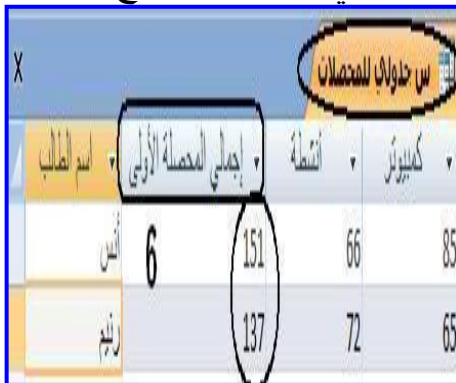 س جدولي للمحصلات X
كمبيوتر أنشطة إجمالي المحصلة الأولى اسم الطالب
85 66 151 6 أنس
65 72 137 رنيم